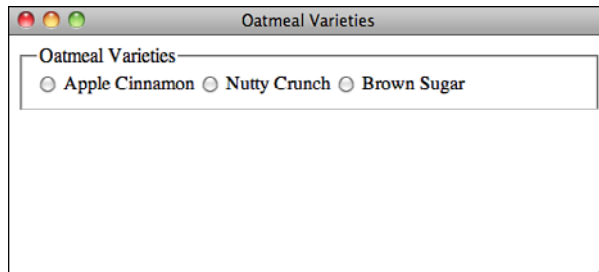 Oatmeal Varieties
Oatmeal Varieties
Apple Cinnamon Nutty Crunch Brown Sugar